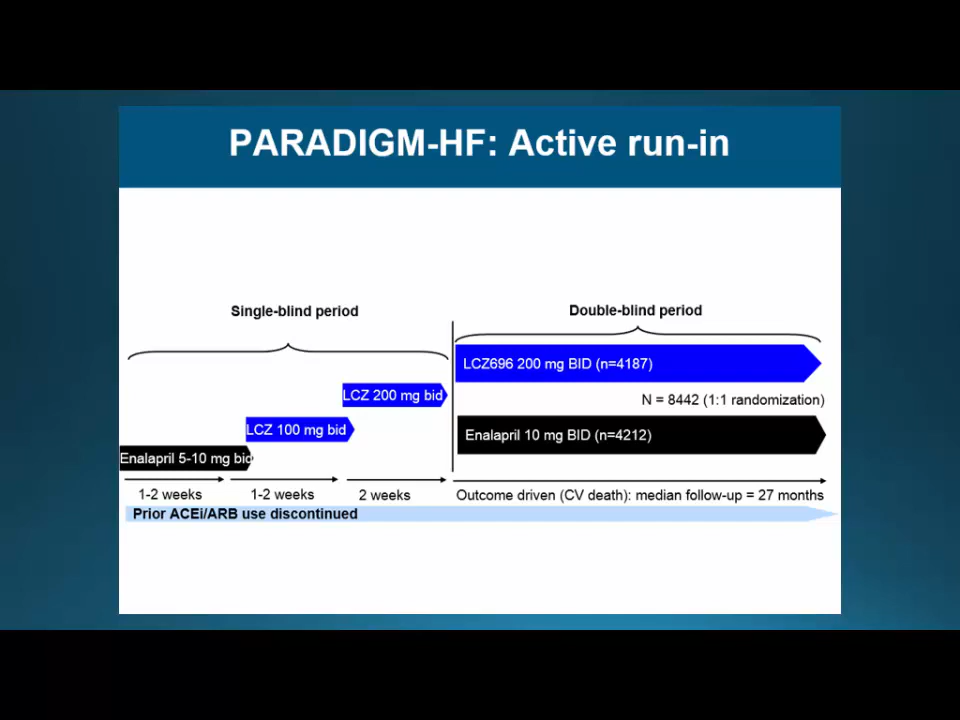 PARADIGM-HF: Active run-in
Single-blind period
Double-blind period
LCZ696 200 mg BID (n=4187)
LCZ 200 mg bid
N = 8442 (1:1 randomization)
LCZ 100 mg bid
Enalapril 10 mg BID (n=4212)
Enalapril 5-10 mg bid
1-2 weeks
1-2 weeks
2 weeks
Outcome driven (CV death): median follow-up = 27 months
Prior ACEi/ARB use discontinued